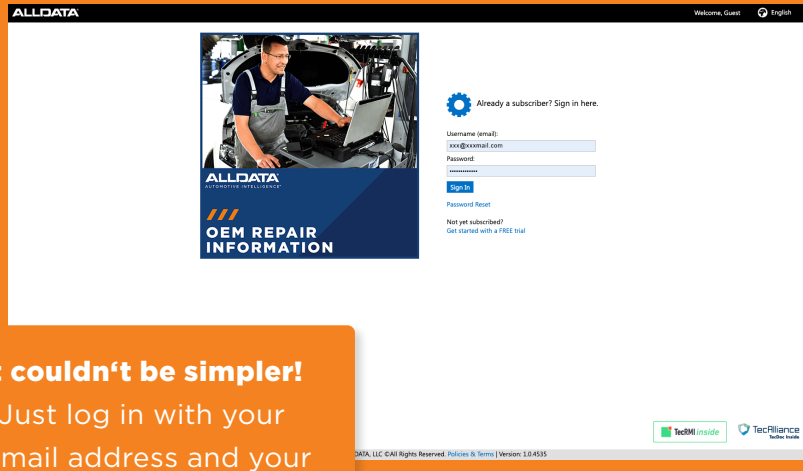 ALLDATA
Welcome, Guest
English
ALLDATA
AUTOMOTIVE INTELLIGENCE
OEM REPAIR
INFORMATION
Already a subscriber? Sign in here.
Username (email):
xxx@xxxmail.com
Password:
•••••••••••••
Sign In
Password Reset
Not yet subscribed?
Get started with a FREE trial
couldn‘t be simpler!
Just log in with your
mail address and your
TecRMI inside
TecAlliance
TecDoc Inside
DATA, LLC ©All Rights Reserved. Policies & Terms | Version: 1.0.4535